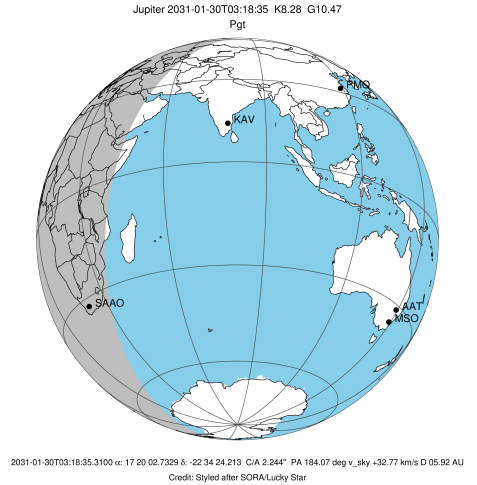 Jupiter 2031-01-30T03:18:35 K8.28 G10.47
Pgt
PMO
KAV
SAAO
AAT
MSO
2031-01-30T03:18:35.3100 α: 17 20 02.7329 δ: -22 34 24.213 C/A 2.244" PA 184.07 deg v_sky +32.77 km/s D 05.92 AU
Credit: Styled after SORA/Lucky Star